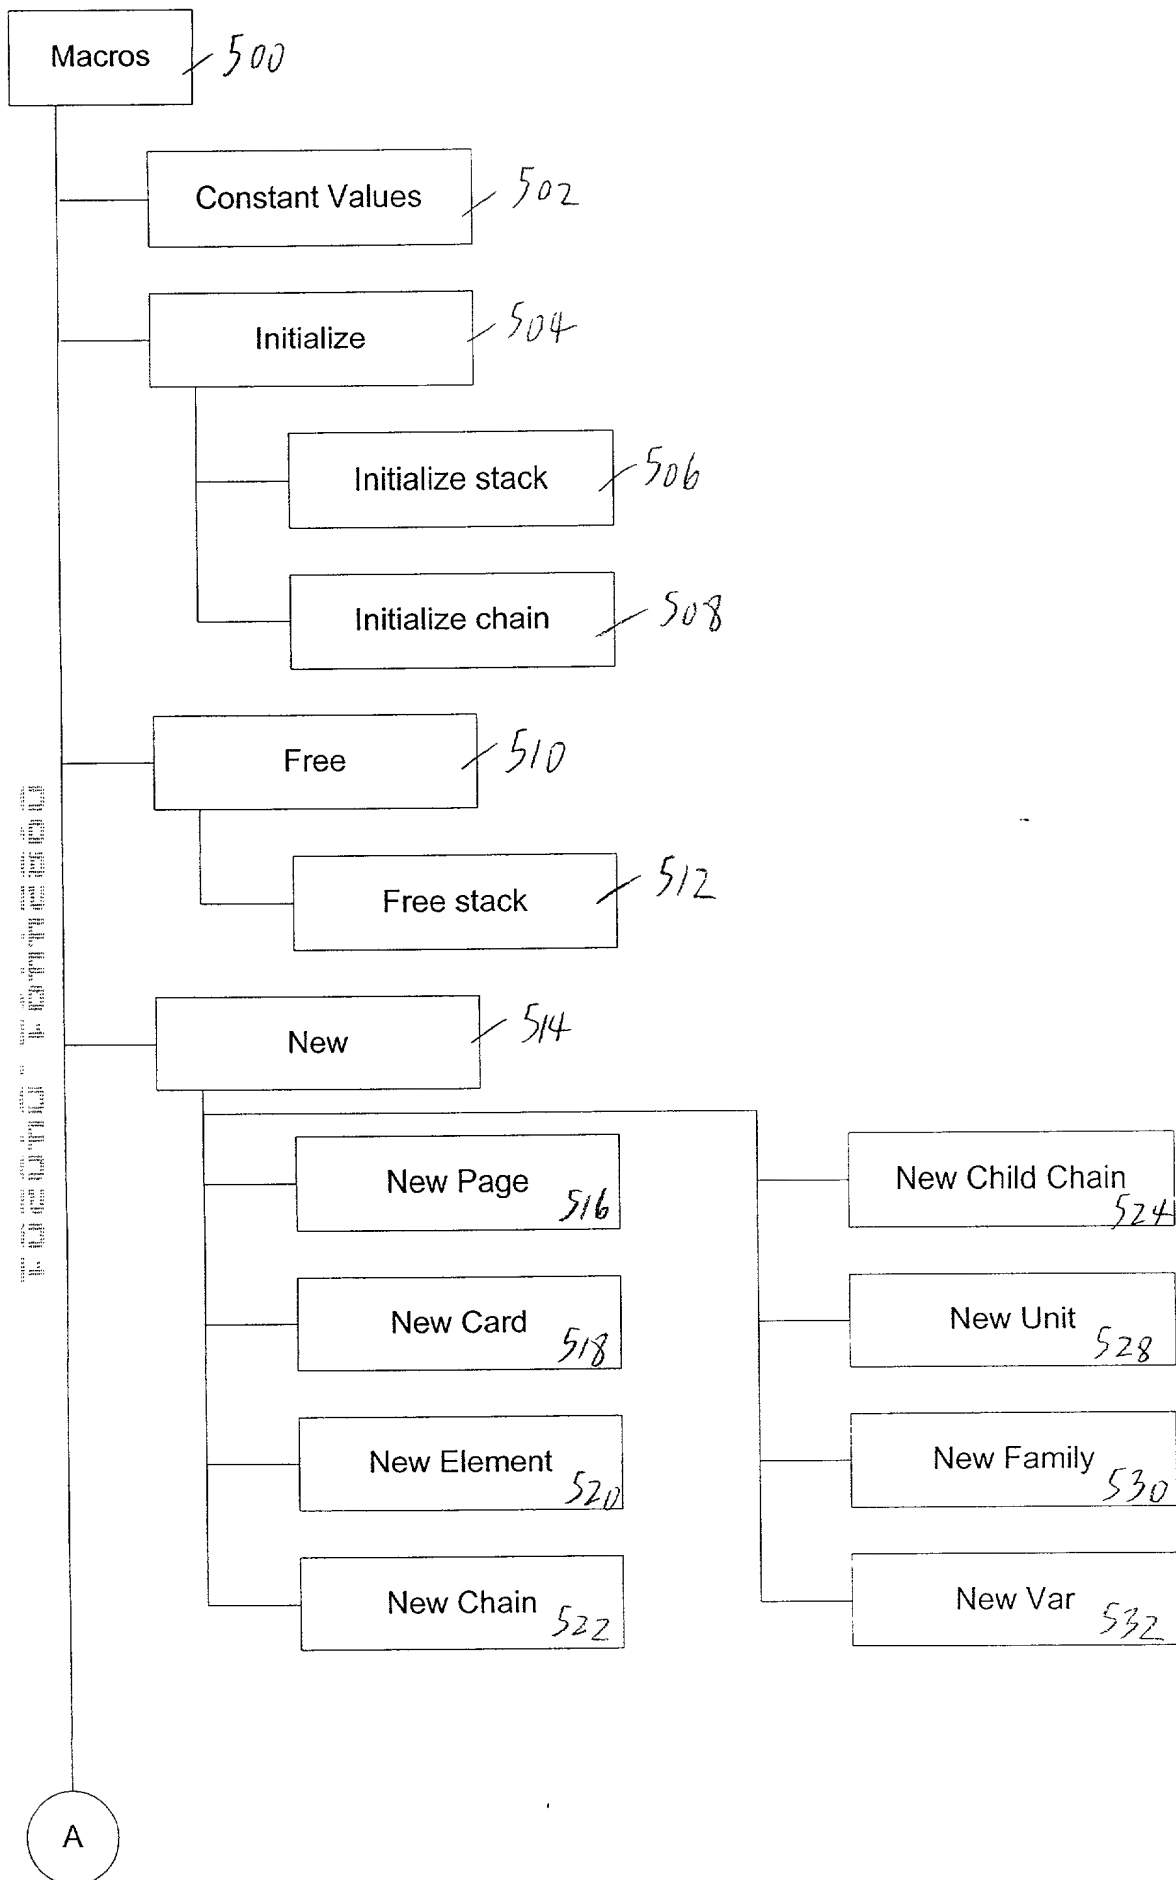 Macros 500
Constant Values 502
Initialize 504
Initialize stack 506
Initialize chain 508
Free 510
Free stack 512
New 514
New Page 516
New Card 518
New Element 520
New Chain 522
New Child Chain 524
New Unit 528
New Family 530
New Var 532
A